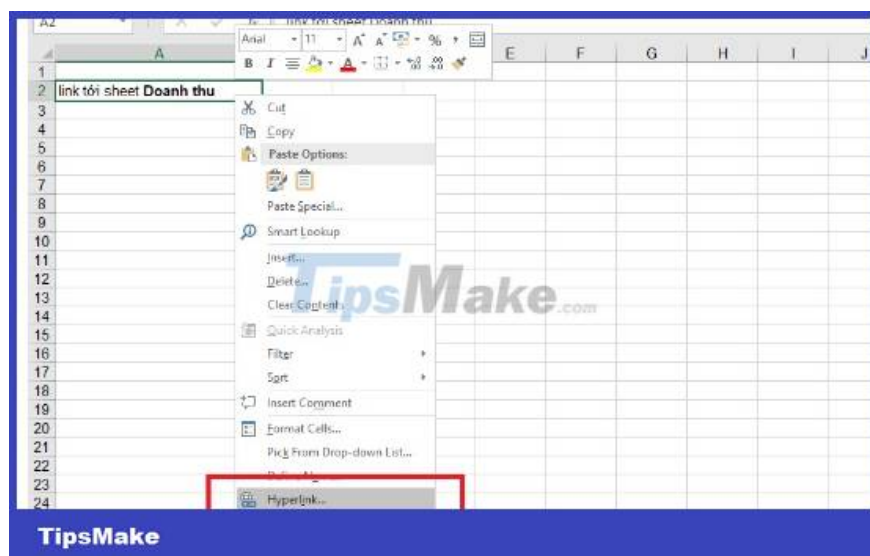 A2
link tới sheet Doanh thu
Arial 11 A A % ,
A E F G H I J
B I A
1
2 link tới sheet Doanh thu
3 Cut
4 Copy
5 Paste Options:
6
7
8 Paste Special...
9 Smart Lookup
10
11 Insert...
12 Delete...
13 Clear Contents
TipsMake.com
14
15 Quick Analysis
16 Filter
17 Sort
18
19 Insert Comment
20 Format Cells...
21 Pick From Drop-down List...
22
23
24 Hyperlink...
TipsMake